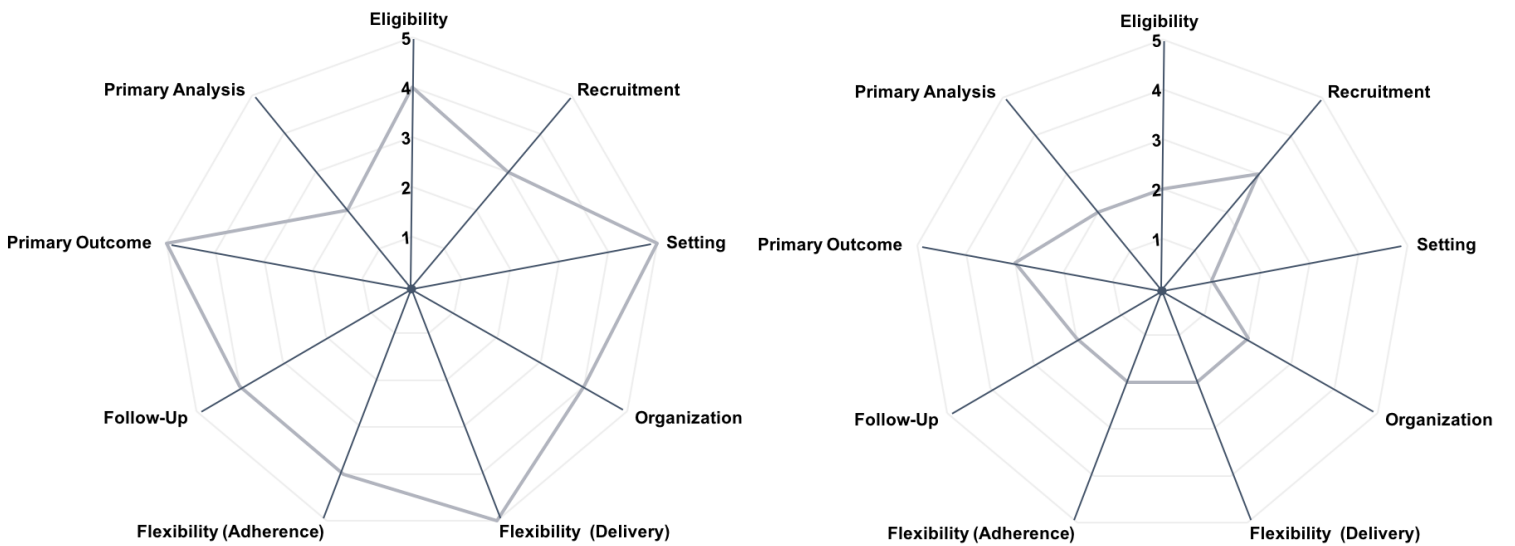 Eligibility
5
4
3
2
1
Recruitment
Setting
Organization
Flexibility (Delivery)
Flexibility (Adherence)
Follow-Up
Primary Outcome
Primary Analysis
Eligibility
5
4
3
2
1
Recruitment
Setting
Organization
Flexibility (Delivery)
Flexibility (Adherence)
Follow-Up
Primary Outcome
Primary Analysis